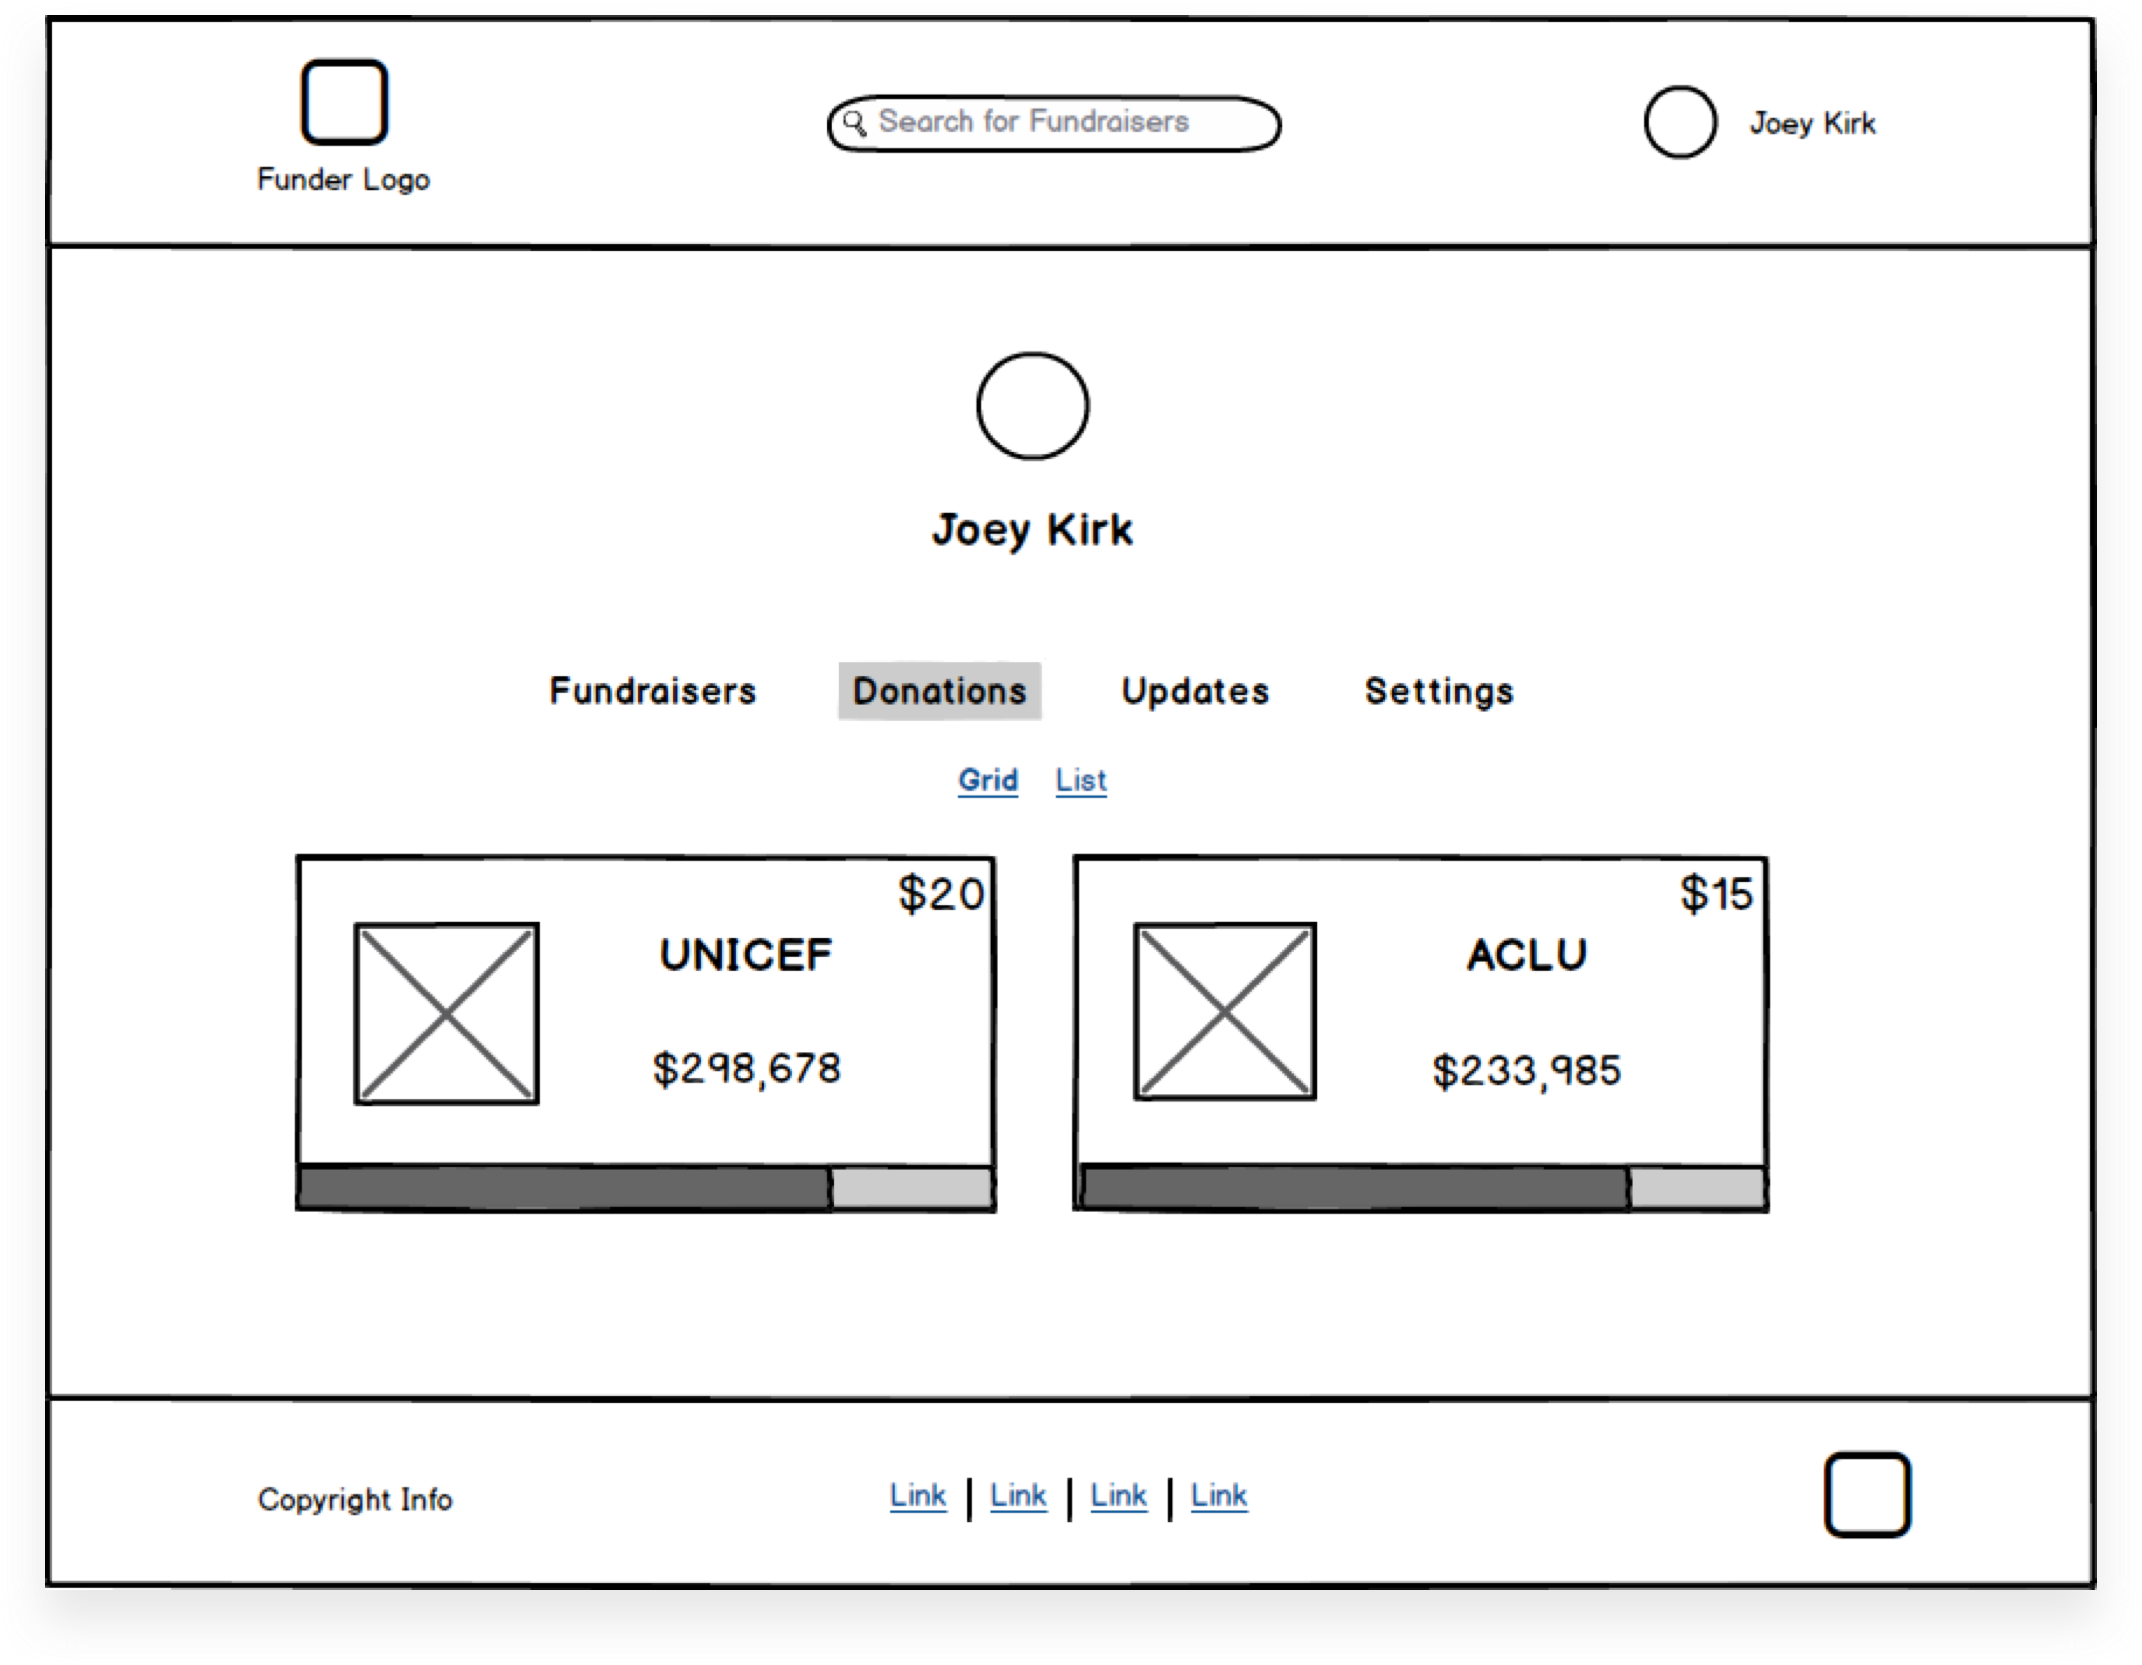 Funder Logo
Search for Fundraisers
Joey Kirk
Joey Kirk
Fundraisers Donations Updates Settings
Grid List
$20
UNICEF
$298,678
$15
ACLU
$233,985
Copyright Info
Link | Link | Link | Link